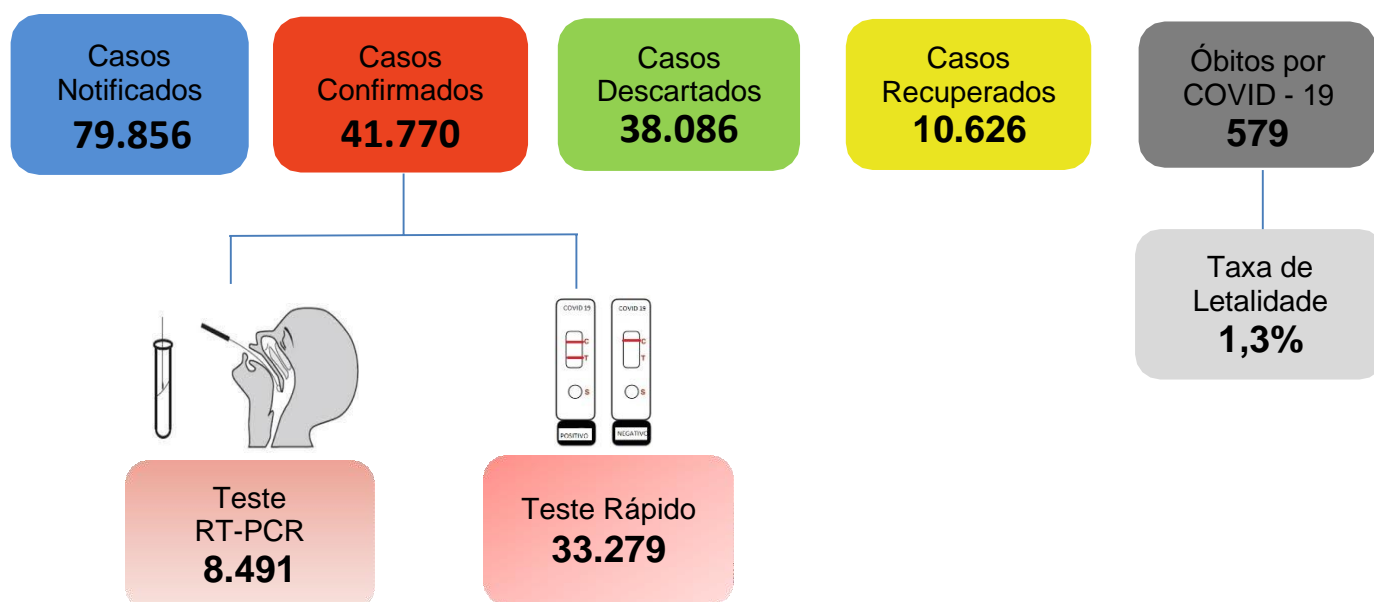 Casos
Notificados
79.856
Casos
Confirmados
41.770
Casos
Descartados
38.086
Casos
Recuperados
10.626
Óbitos por
COVID - 19
579
Taxa de
Letalidade
1,3%
COVID 19
C
T
S
POSITIVO
COVID 19
C
T
S
NEGATIVO
Teste
RT-PCR
8.491
Teste Rápido
33.279